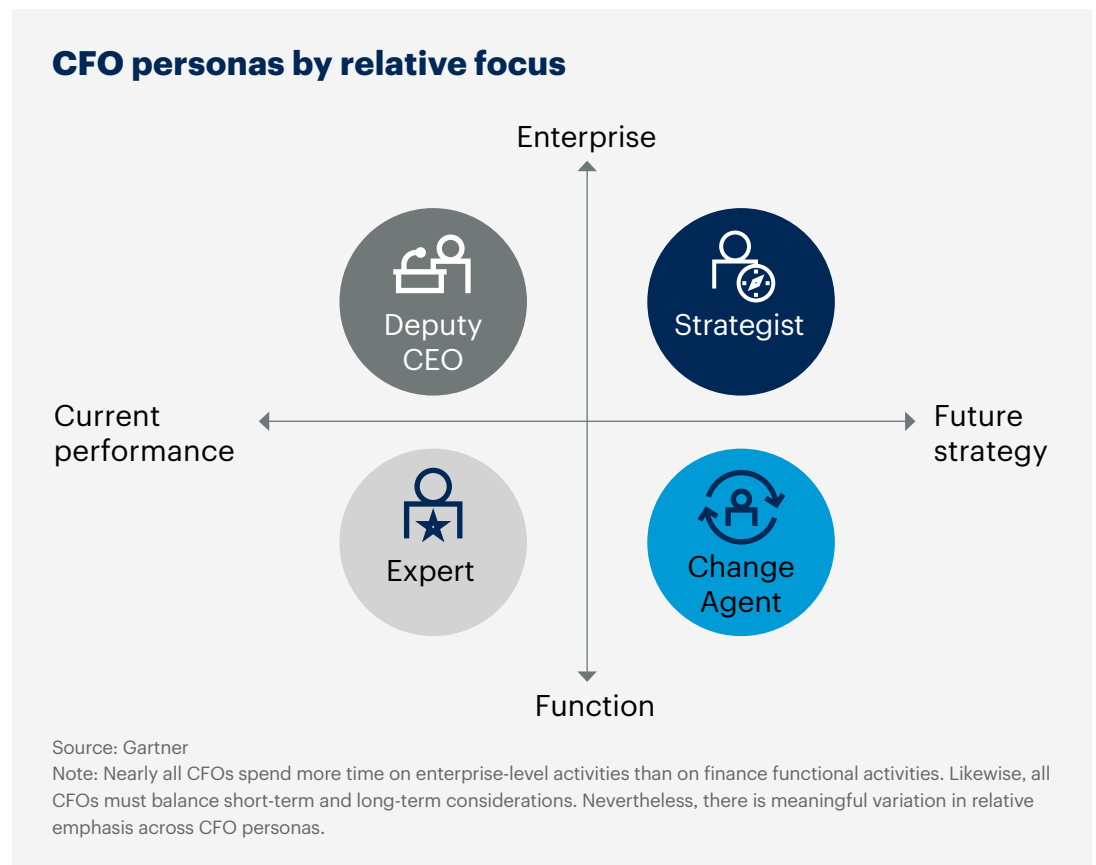 CFO personas by relative focus
Enterprise
Deputy
CEO
Strategist
Current
performance
Future
strategy
Expert
Change
Agent
Function
Source: Gartner
Note: Nearly all CFOs spend more time on enterprise-level activities than on finance functional activities. Likewise, all
CFOs must balance short-term and long-term considerations. Nevertheless, there is meaningful variation in relative
emphasis across CFO personas.